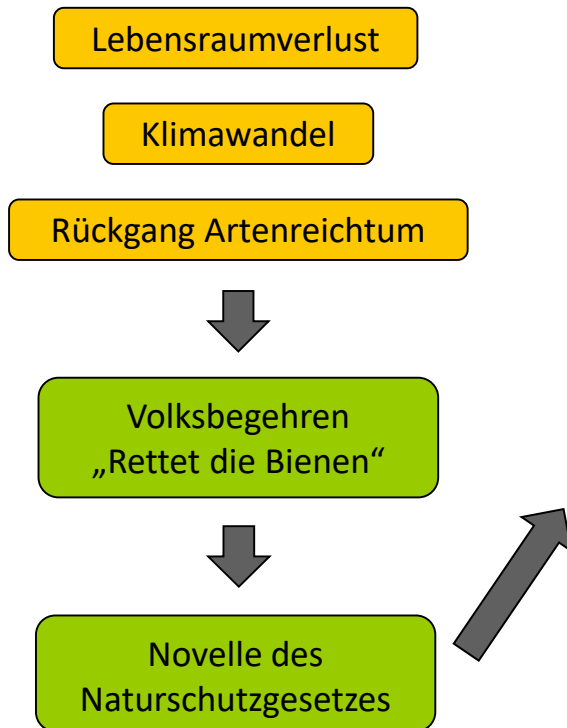 Lebensraumverlust
Klimawandel
Rückgang Artenreichtum
Volksbegehren
„Rettet die Bienen“
Novelle des
Naturschutzgesetzes